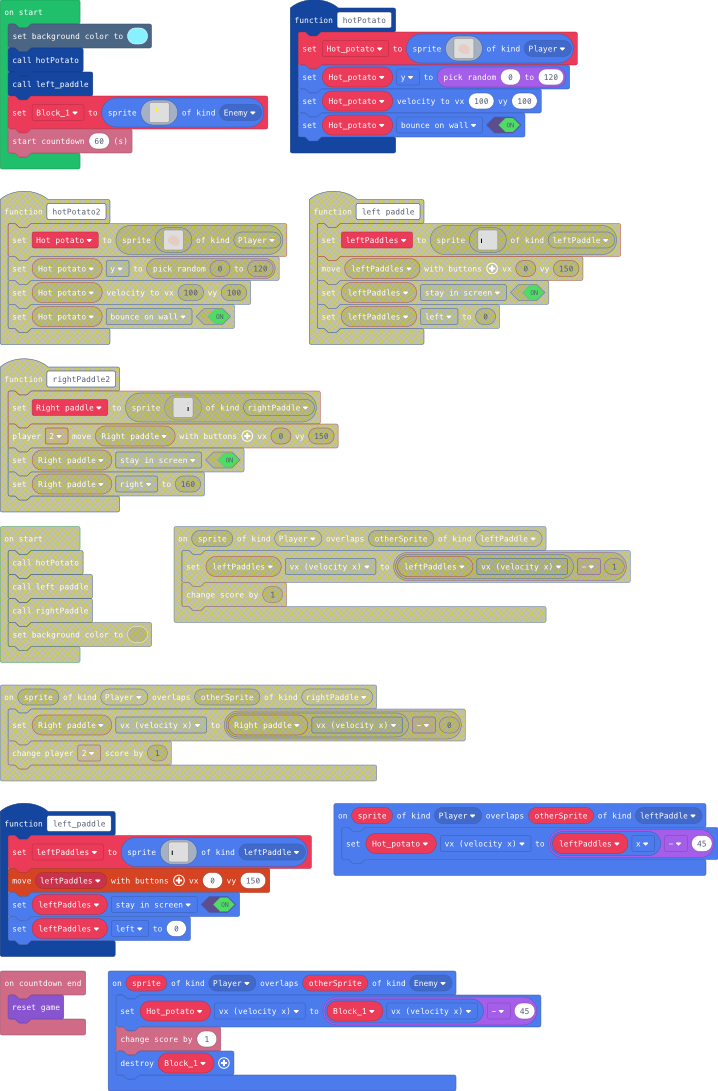 on start
set background color to
call hotPotato
call left_paddle
set Block_1 to sprite of kind Enemy
start countdown 60 (s)
function hotPotato
set Hot_potato to sprite of kind Player
set Hot_potato y to pick random 0 to 120
set Hot_potato velocity to vx 100 vy 100
set Hot_potato bounce on wall ON
function hotPotato2
set Hot potato to sprite of kind Player
set Hot potato y to pick random 0 to 120
set Hot potato velocity to vx 100 vy 100
set Hot potato bounce on wall ON
function left paddle
set leftPaddles to sprite of kind leftPaddle
move leftPaddles with buttons + vx 0 vy 150
set leftPaddles stay in screen ON
set leftPaddles left to 0
function rightPaddle2
set Right paddle to sprite of kind rightPaddle
player 2 move Right paddle with buttons + vx 0 vy 150
set Right paddle stay in screen ON
set Right paddle right to 160
on start
call hotPotato
call left paddle
call rightPaddle
set background color to
on sprite of kind Player overlaps otherSprite of kind leftPaddle
set leftPaddles vx (velocity x) to leftPaddles vx (velocity x) - 1
change score by 1
on sprite of kind Player overlaps otherSprite of kind rightPaddle
set Right paddle vx (velocity x) to Right paddle vx (velocity x) - 0
change player 2 score by 1
function left_paddle
set leftPaddles to sprite of kind leftPaddle
move leftPaddles with buttons + vx 0 vy 150
set leftPaddles stay in screen ON
set leftPaddles left to 0
on sprite of kind Player overlaps otherSprite of kind leftPaddle
set Hot_potato vx (velocity x) to leftPaddles x - 45
on countdown end
reset game
on sprite of kind Player overlaps otherSprite of kind Enemy
set Hot_potato vx (velocity x) to Block_1 vx (velocity x) - 45
change score by 1
destroy Block_1 +